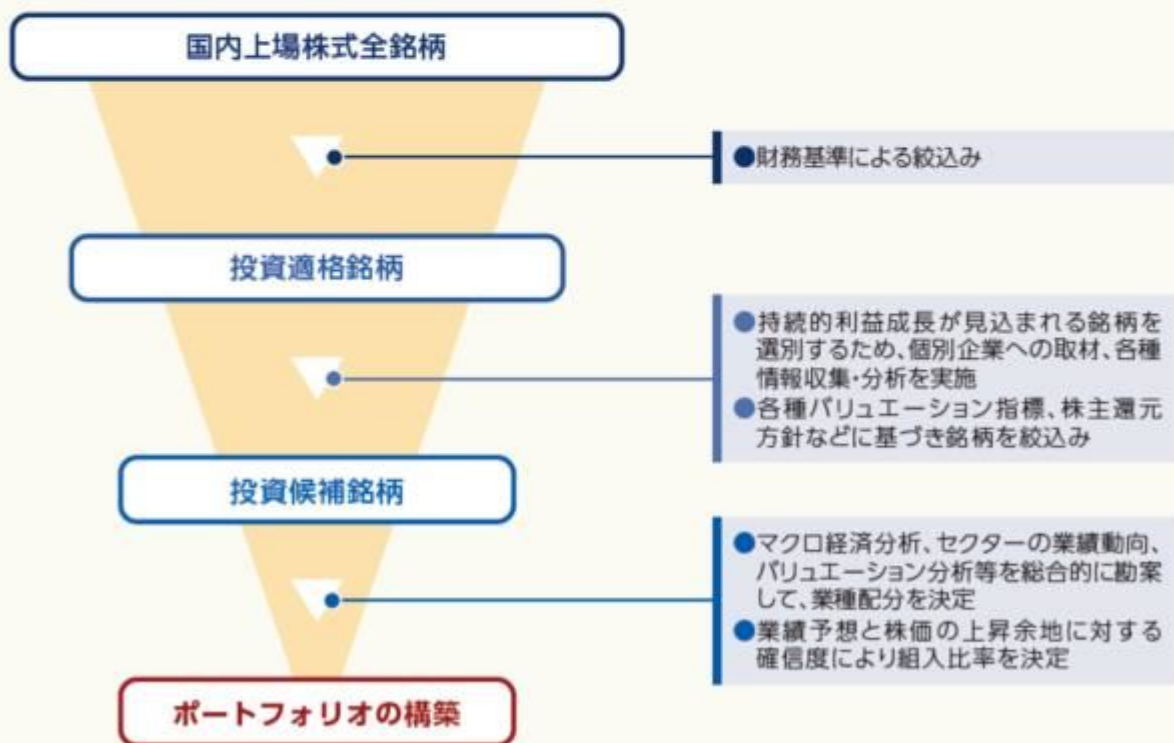 国内上場株式全銘柄
●財務基準による絞込み
投資適格銘柄
●持続的利益成長が見込まれる銘柄を
選別するため、個別企業への取材、各種
情報収集・分析を実施
●各種バリュエーション指標、株主還元
方針などに基づき銘柄を絞込み
投資候補銘柄
●マクロ経済分析、セクターの業績動向、
バリュエーション分析等を総合的に勘案
して、業種配分を決定
●業績予想と株価の上昇余地に対する
確信度により組入比率を決定
ポートフォリオの構築